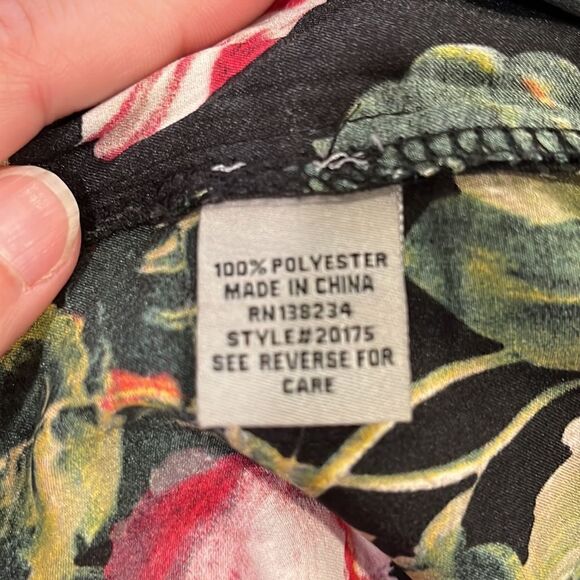 100% POLYESTER
MADE IN CHINA
RN138234
STYLE#20175
SEE REVERSE FOR
CARE